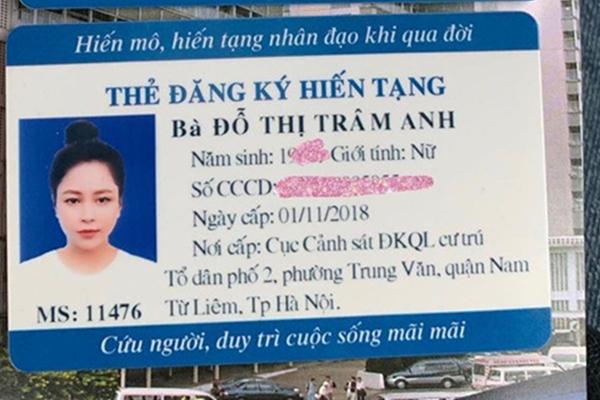 Hiến mô, hiến tạng nhân đạo khi qua đời
THẺ ĐĂNG KÝ HIẾN TẠNG
Bà ĐỖ THỊ TRÂM ANH
Năm sinh: 19 Giới tính: Nữ
Số CCCD:
Ngày cấp: 01/11/2018
Nơi cấp: Cục Cảnh sát ĐKQL cư trú
Tổ dân phố 2, phường Trung Văn, quận Nam
MS: 11476 Từ Liêm, Tp Hà Nội.
Cứu người, duy trì cuộc sống mãi mãi